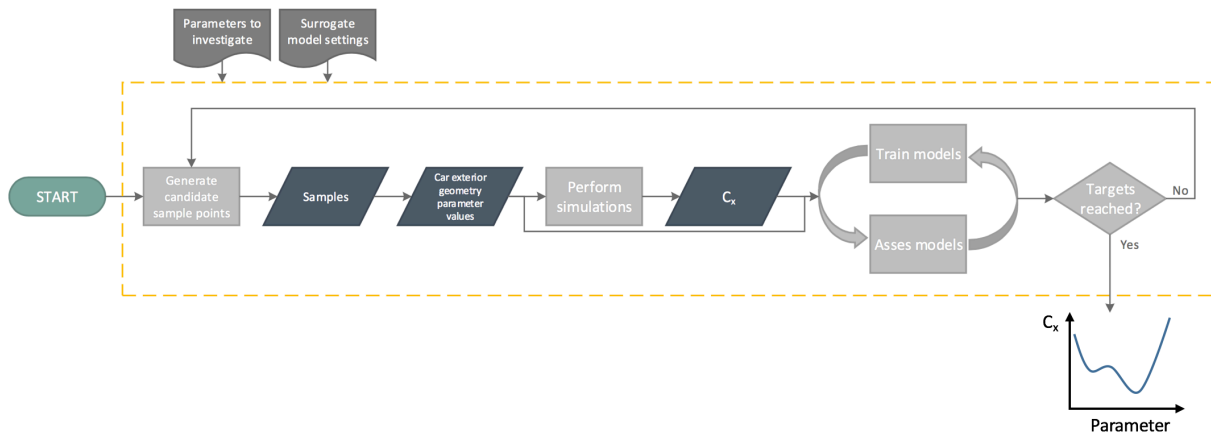 Parameters to
investigate
Surrogate
model settings
START
Generate
candidate
sample points
Samples
Car exterior
geometry
parameter
values
Perform
simulations
Cₓ
Train models
Asses models
Targets
reached?
No
Yes
Cₓ
Parameter